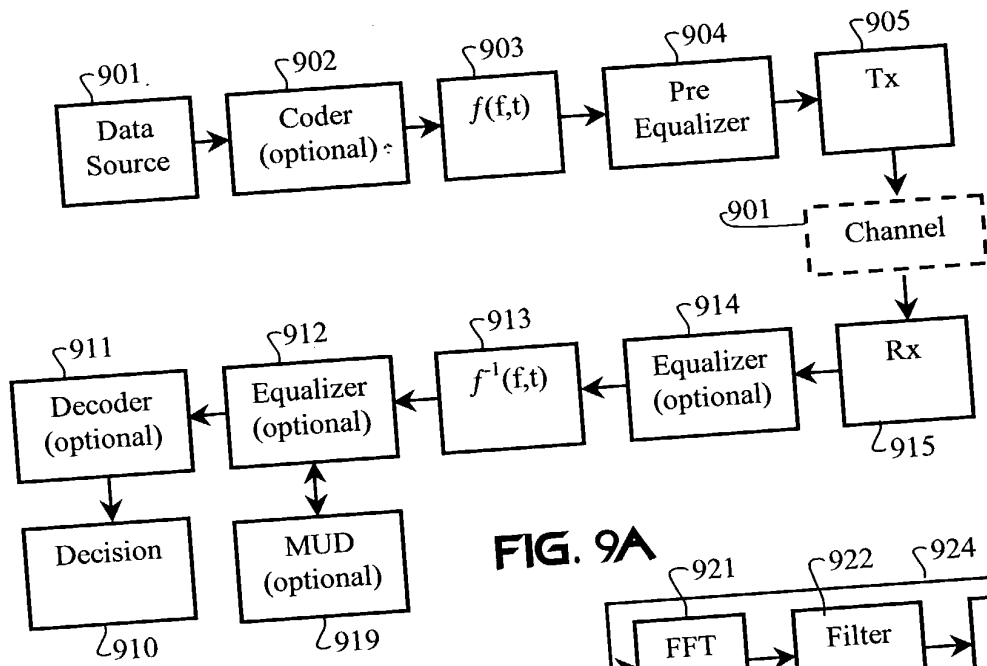 901
902
903
904
905
Data
Source
Coder
(optional)
f(f,t)
Pre
Equalizer
Tx
901
Channel
911
912
913
914
Decoder
(optional)
Equalizer
(optional)
f⁻¹(f,t)
Equalizer
(optional)
Rx
915
Decision
MUD
(optional)
910
919
FIG. 9A
921
922
924
FFT
Filter